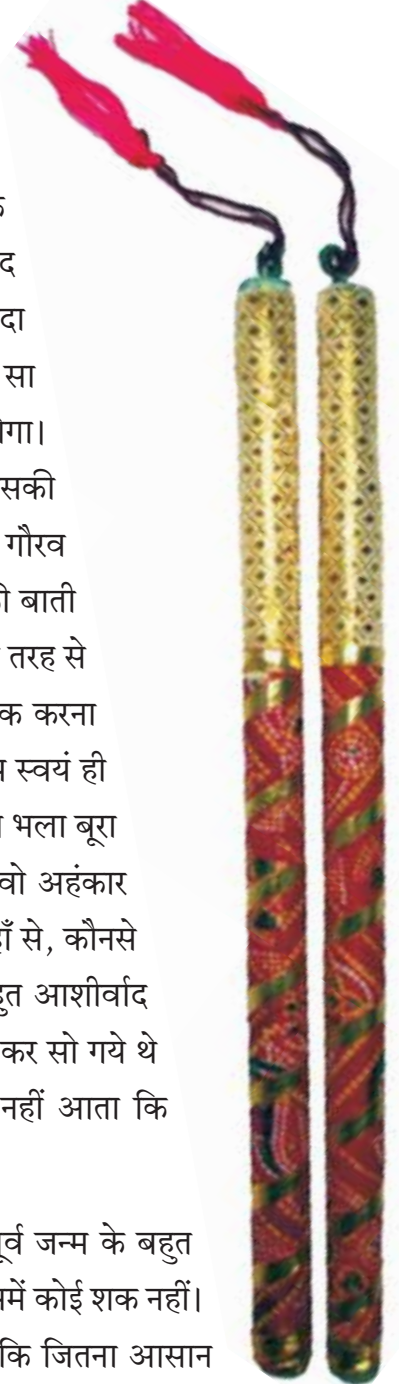 द
दा
सा
सकी
गौरव
बाती
तरह से
क करना
स्वयं ही
भला बूरा
वो अहंकार
से, कौनसे
आशीर्वाद
कर सो गये थे
नहीं आता कि
जन्म के बहुत
कोई शक नहीं।
कि जितना आसान